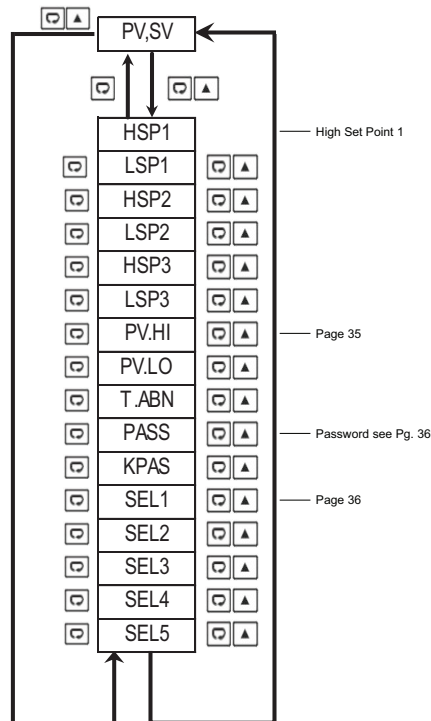 PV,SV
HSP1
High Set Point 1
LSP1
HSP2
LSP2
HSP3
LSP3
PV.HI
Page 35
PV.LO
T.ABN
PASS
Password see Pg. 36
KPAS
SEL1
Page 36
SEL2
SEL3
SEL4
SEL5